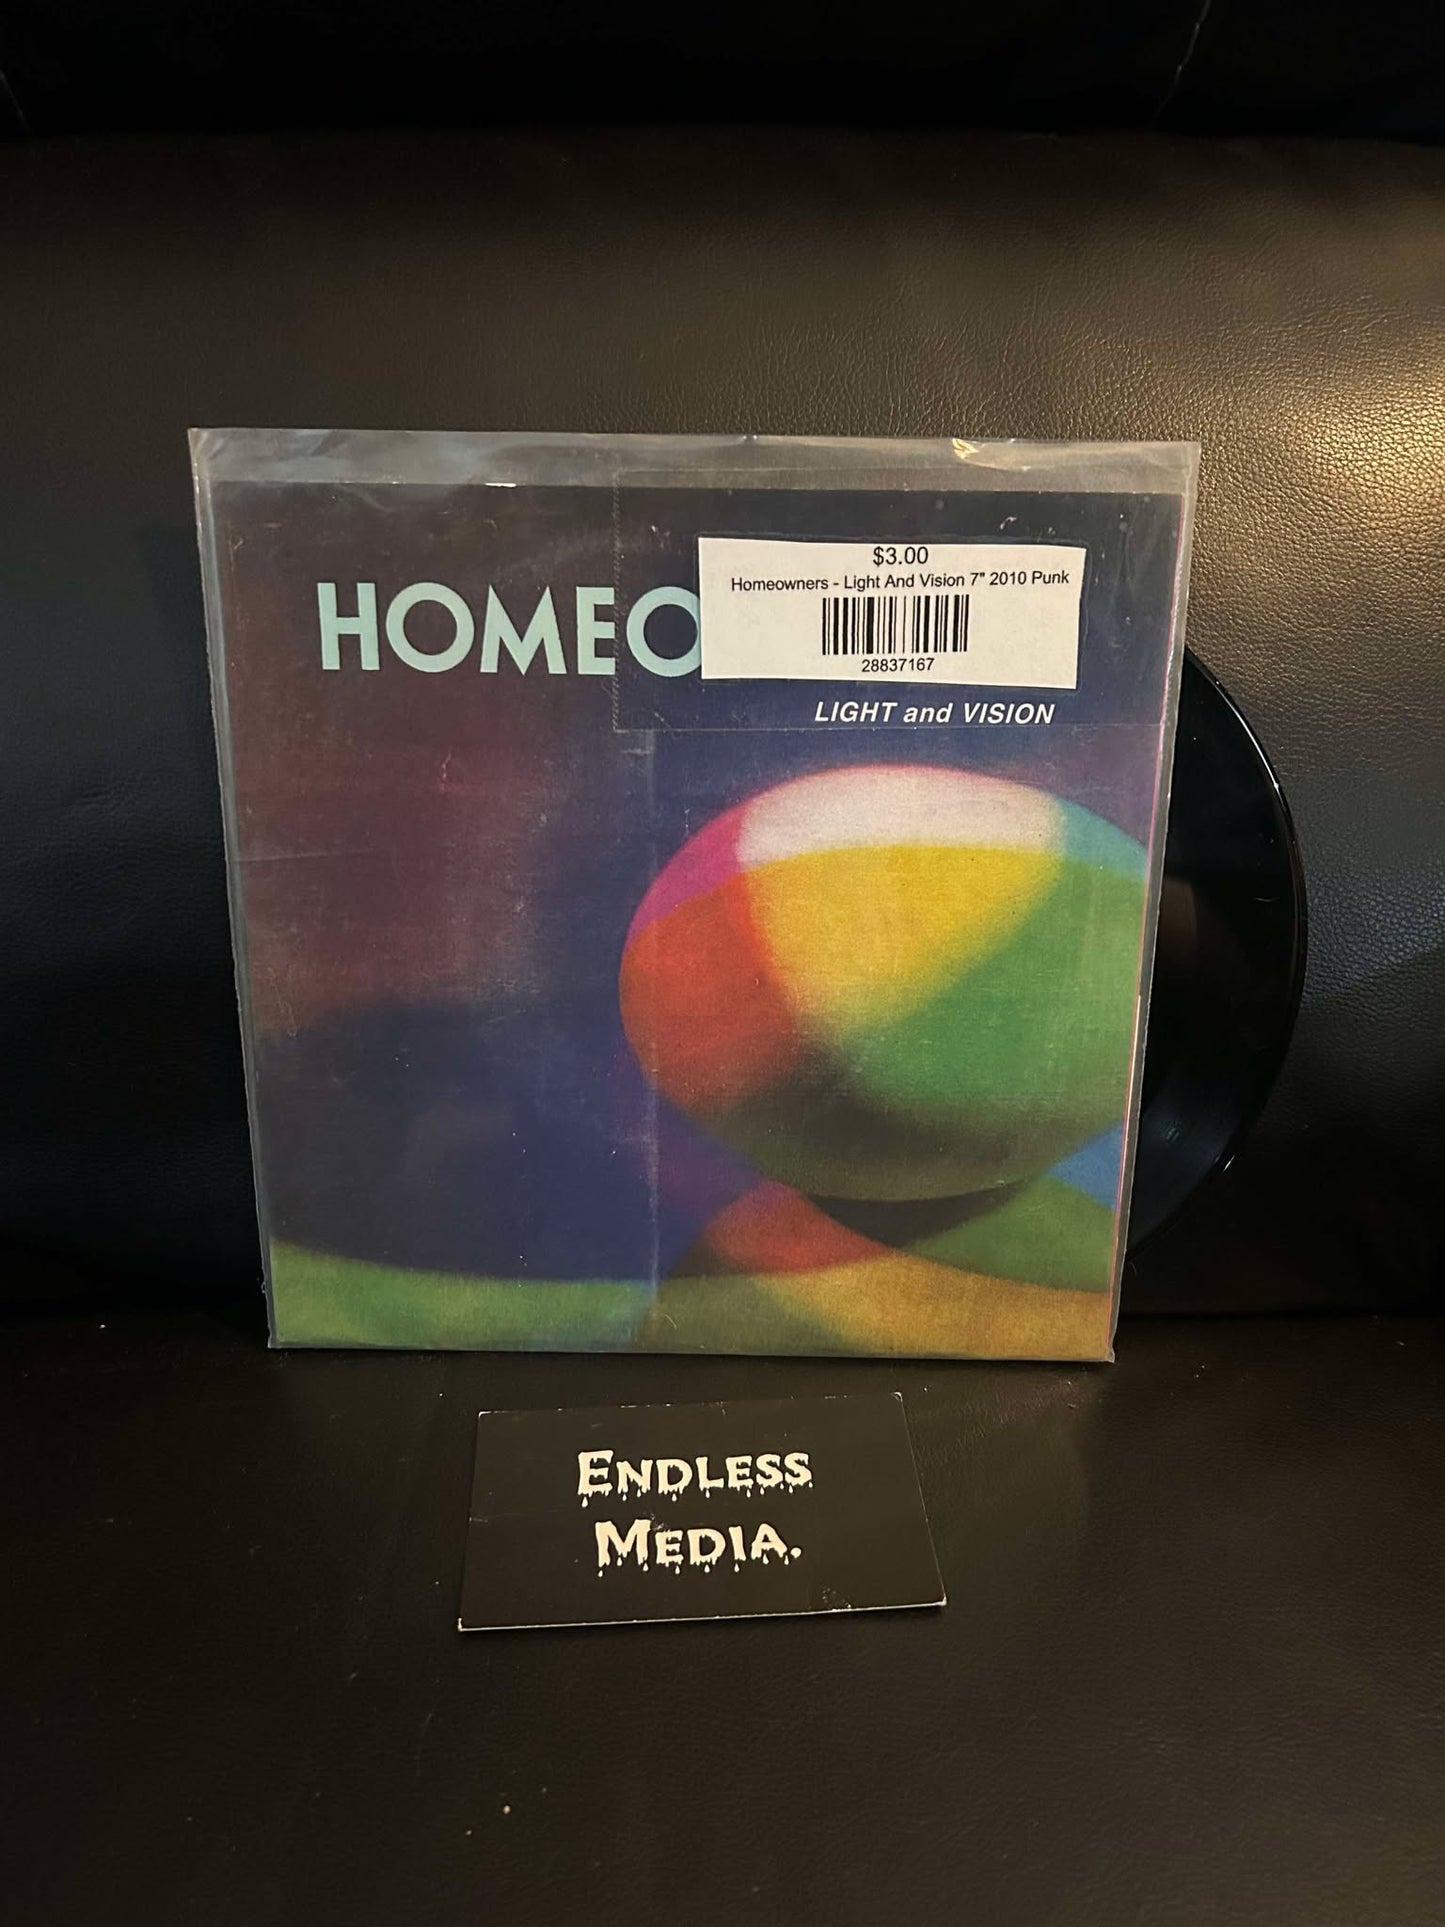 $3.00
Homeowners - Light And Vision 7" 2010 Punk
28837167
HOMEO
LIGHT and VISION
ENDLESS
MEDIA.